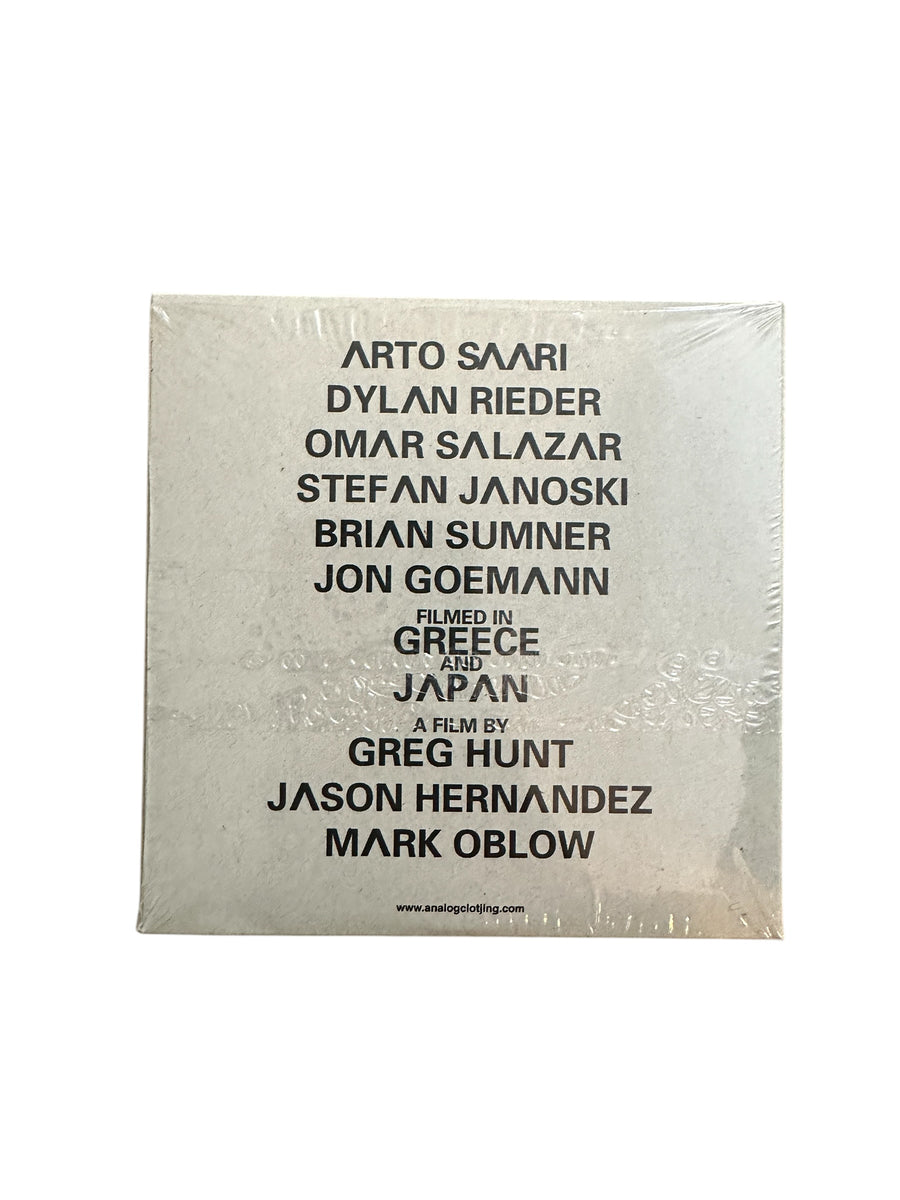 ARTO SAARI
DYLAN RIEDER
OMAR SALAZAR
STEFAN JANOSKI
BRIAN SUMNER
JON GOEMANN
FILMED IN
GREECE
AND
JAPAN
A FILM BY
GREG HUNT
JASON HERNANDEZ
MARK OBLOW
www.analogclotjing.com